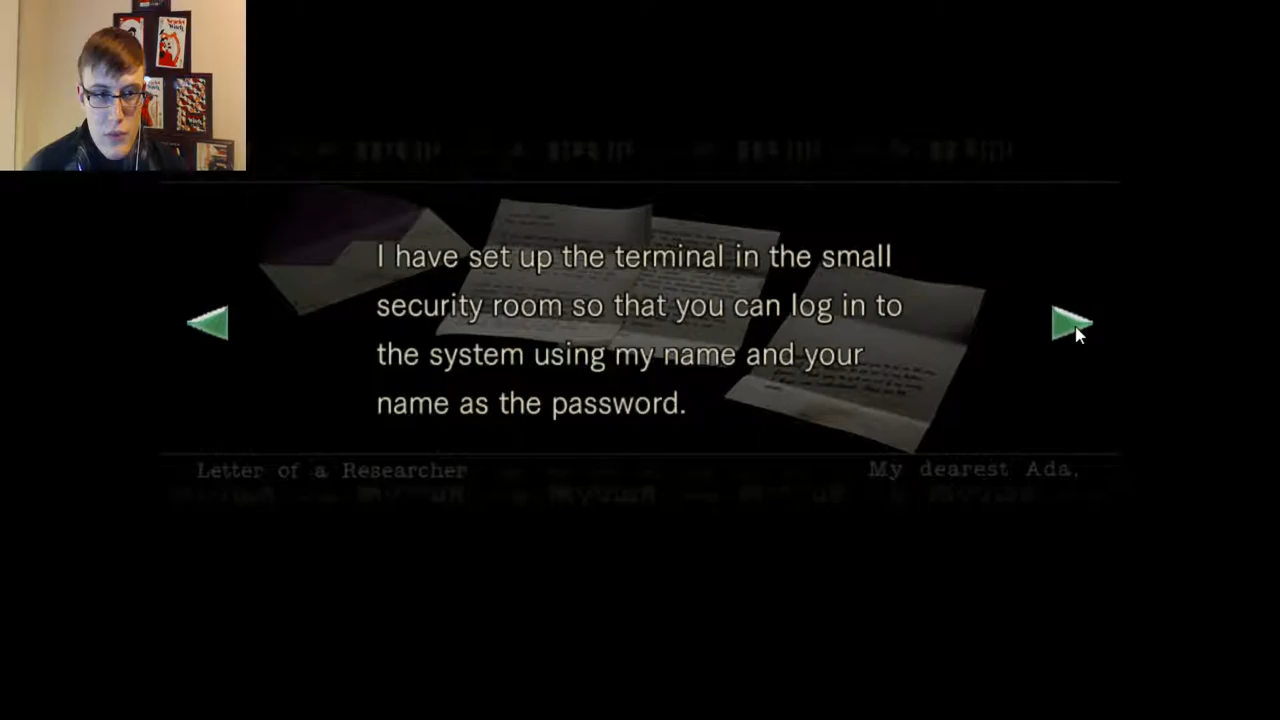 I have set up the terminal in the small
security room so that you can log in to
the system using my name and your
name as the password.
Letter of a Researcher
My dearest Ada,